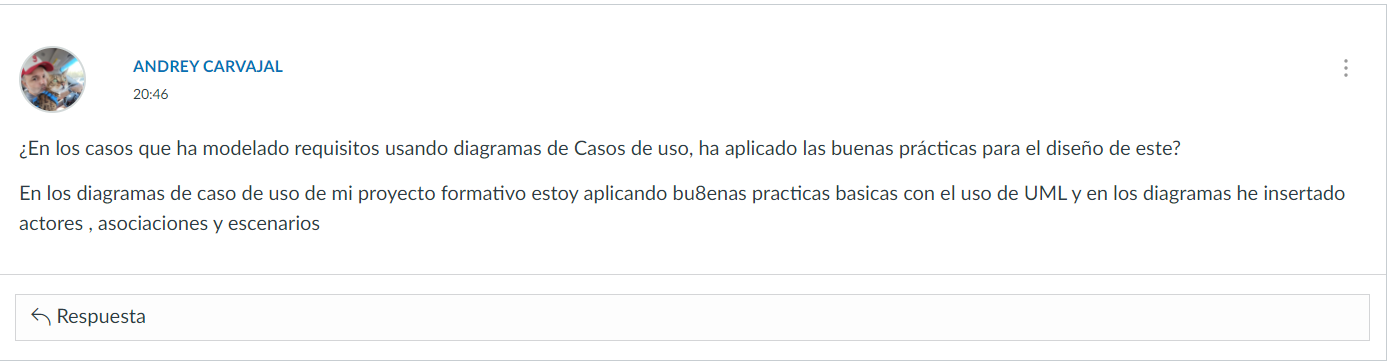 ANDREY CARVAJAL
20:46
¿En los casos que ha modelado requisitos usando diagramas de Casos de uso, ha aplicado las buenas prácticas para el diseño de este?
En los diagramas de caso de uso de mi proyecto formativo estoy aplicando bu8enas practicas basicas con el uso de UML y en los diagramas he insertado
actores , asociaciones y escenarios
Respuesta